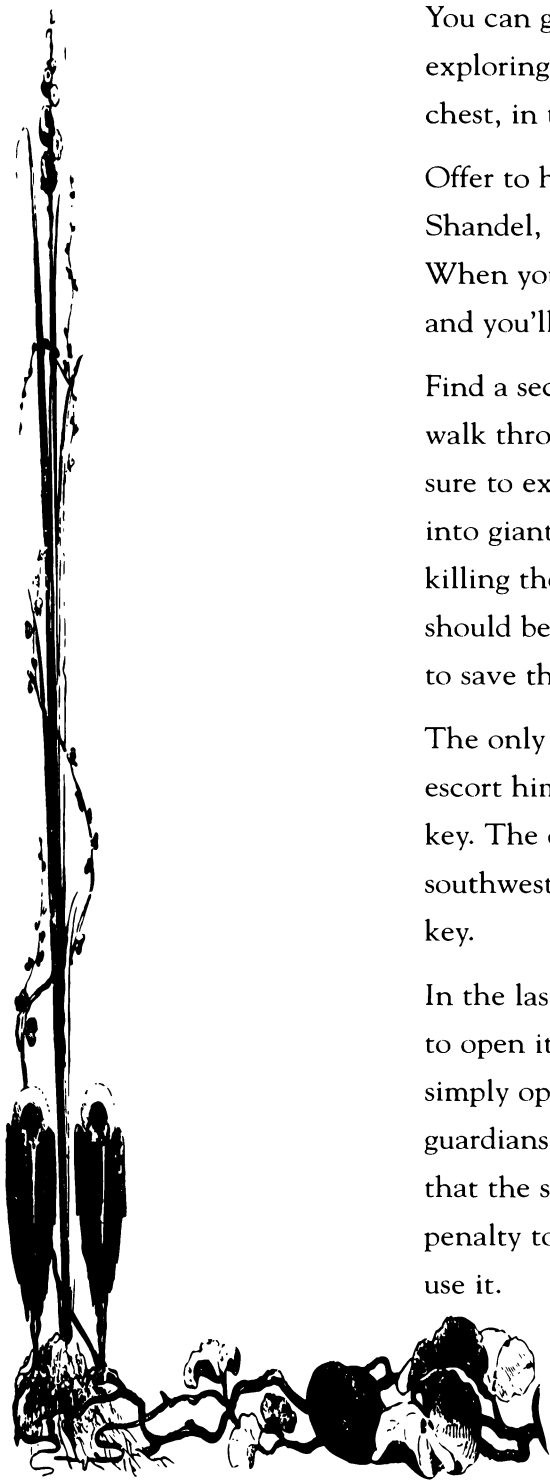 You can g
exploring
chest, in t
Offer to h
Shandel,
When you
and you'll
Find a sec
walk thro
sure to ex
into giant
killing the
should be
to save th
The only
escort him
key. The
southwest
key.
In the las
to open it
simply op
guardians
that the s
penalty to
use it.